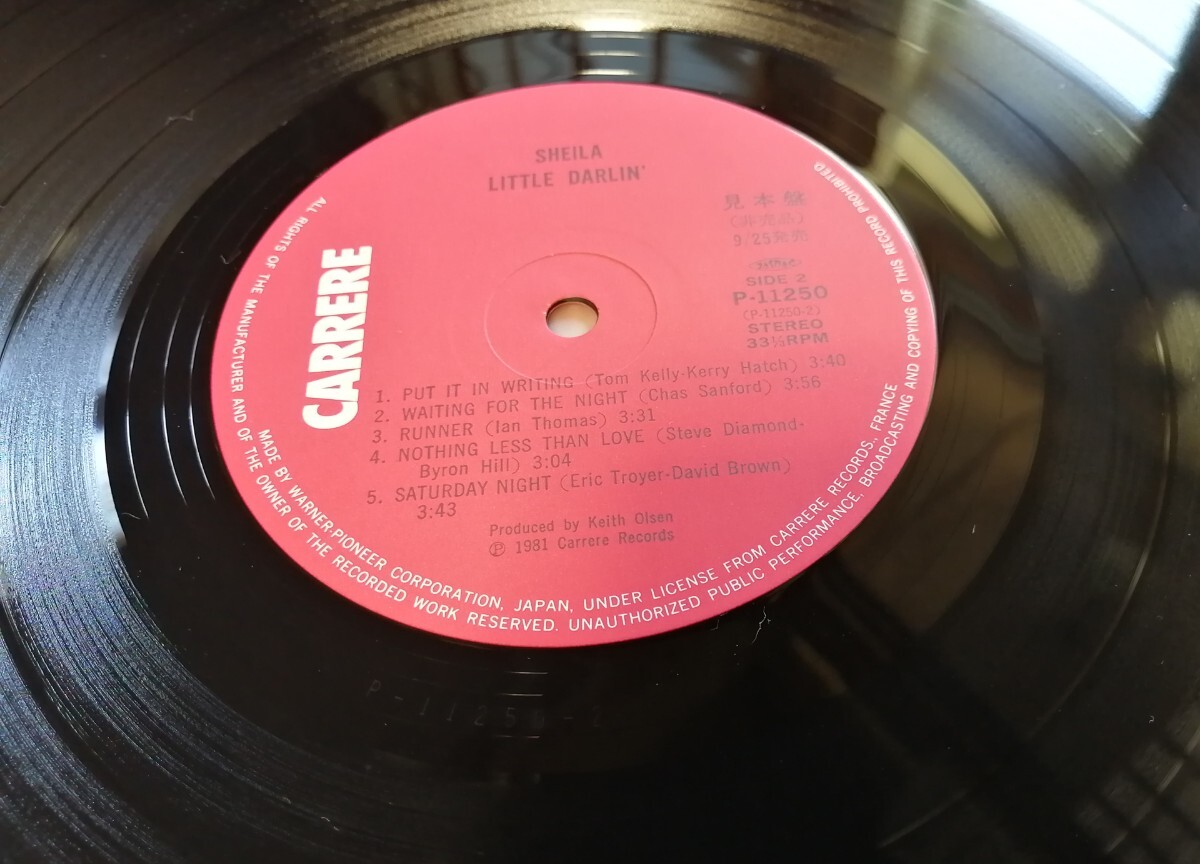 SHEILA
LITTLE DARLIN'
見本盤
(非売品)
9/25発売
SIDE 2
P-11250
(P-11250-2)
STEREO
33⅓RPM
CARRERE
1. PUT IT IN WRITING (Tom Kelly-Kerry Hatch) 3:40
2. WAITING FOR THE NIGHT (Chas Sanford) 3:56
3. RUNNER (Ian Thomas) 3:31
4. NOTHING LESS THAN LOVE (Steve Diamond-
Byron Hill) 3:04
5. SATURDAY NIGHT (Eric Troyer-David Brown)
3:43
Produced by Keith Olsen
Ⓟ 1981 Carrere Records
MADE BY WARNER-PIONEER CORPORATION, JAPAN, UNDER LICENSE FROM CARRERE RECORDS., FRANCE
ALL RIGHTS OF THE MANUFACTURER AND OF THE OWNER OF THE RECORDED WORK RESERVED. UNAUTHORIZED PUBLIC PERFORMANCE, BROADCASTING AND COPYING OF THIS RECORD PROHIBITED
P-11250-2